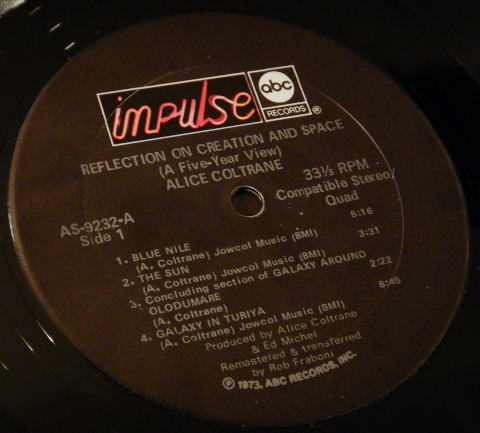 impulse
abc
RECORDS
®
REFLECTION ON CREATION AND SPACE
(A Five-Year View)
ALICE COLTRANE
33⅓ RPM
Compatible Stereo/
Quad
AS-9232-A
Side 1
1. BLUE NILE 5:16
(A. Coltrane) Jowcol Music (BMI)
2. THE SUN 3:31
(A. Coltrane) Jowcol Music (BMI)
3. Concluding section of GALAXY AROUND
OLODUMARE 2:22
(A. Coltrane)
4. GALAXY IN TURIYA 8:45
(A. Coltrane) Jowcol Music (BMI)
Produced by Alice Coltrane
& Ed Michel
Remastered & transferred
by Rob Fraboni
℗ 1973, ABC RECORDS, INC.